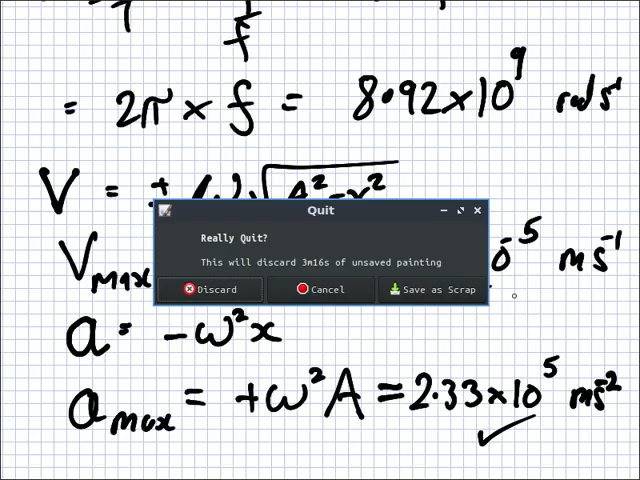 f
= 2π × f = 8.92×10⁹ rad s⁻¹
V = ± ω √A²-x²
Quit
Really Quit?
This will discard 3m16s of unsaved painting
Discard Cancel Save as Scrap
Vmax ⁻⁵ ms⁻¹
a = -ω²x
amax = +ω²A = 2.33×10⁵ ms⁻²